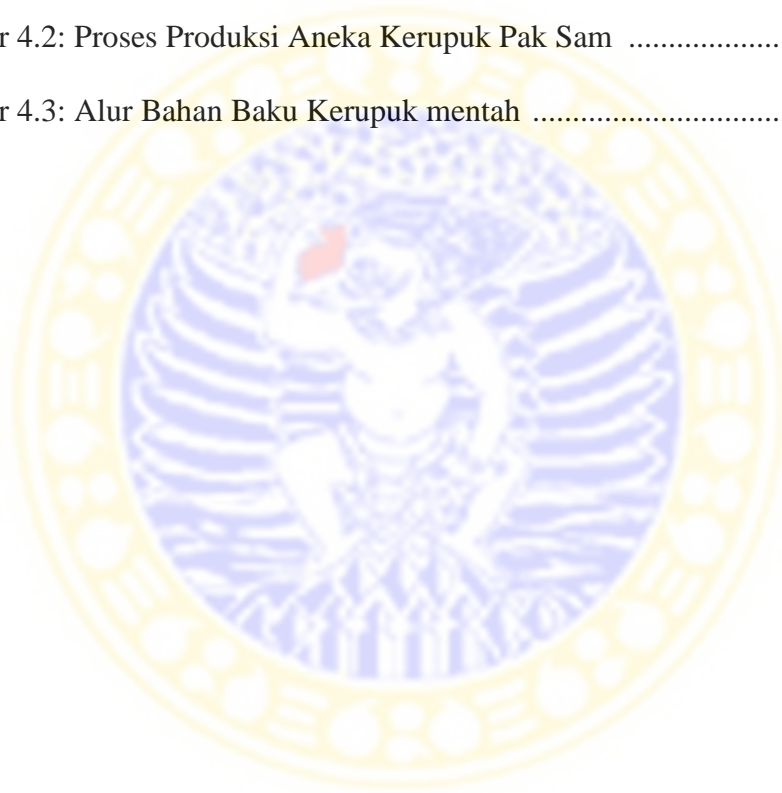 r 4.2: Proses Produksi Aneka Kerupuk Pak Sam ...................
r 4.3: Alur Bahan Baku Kerupuk mentah ...............................